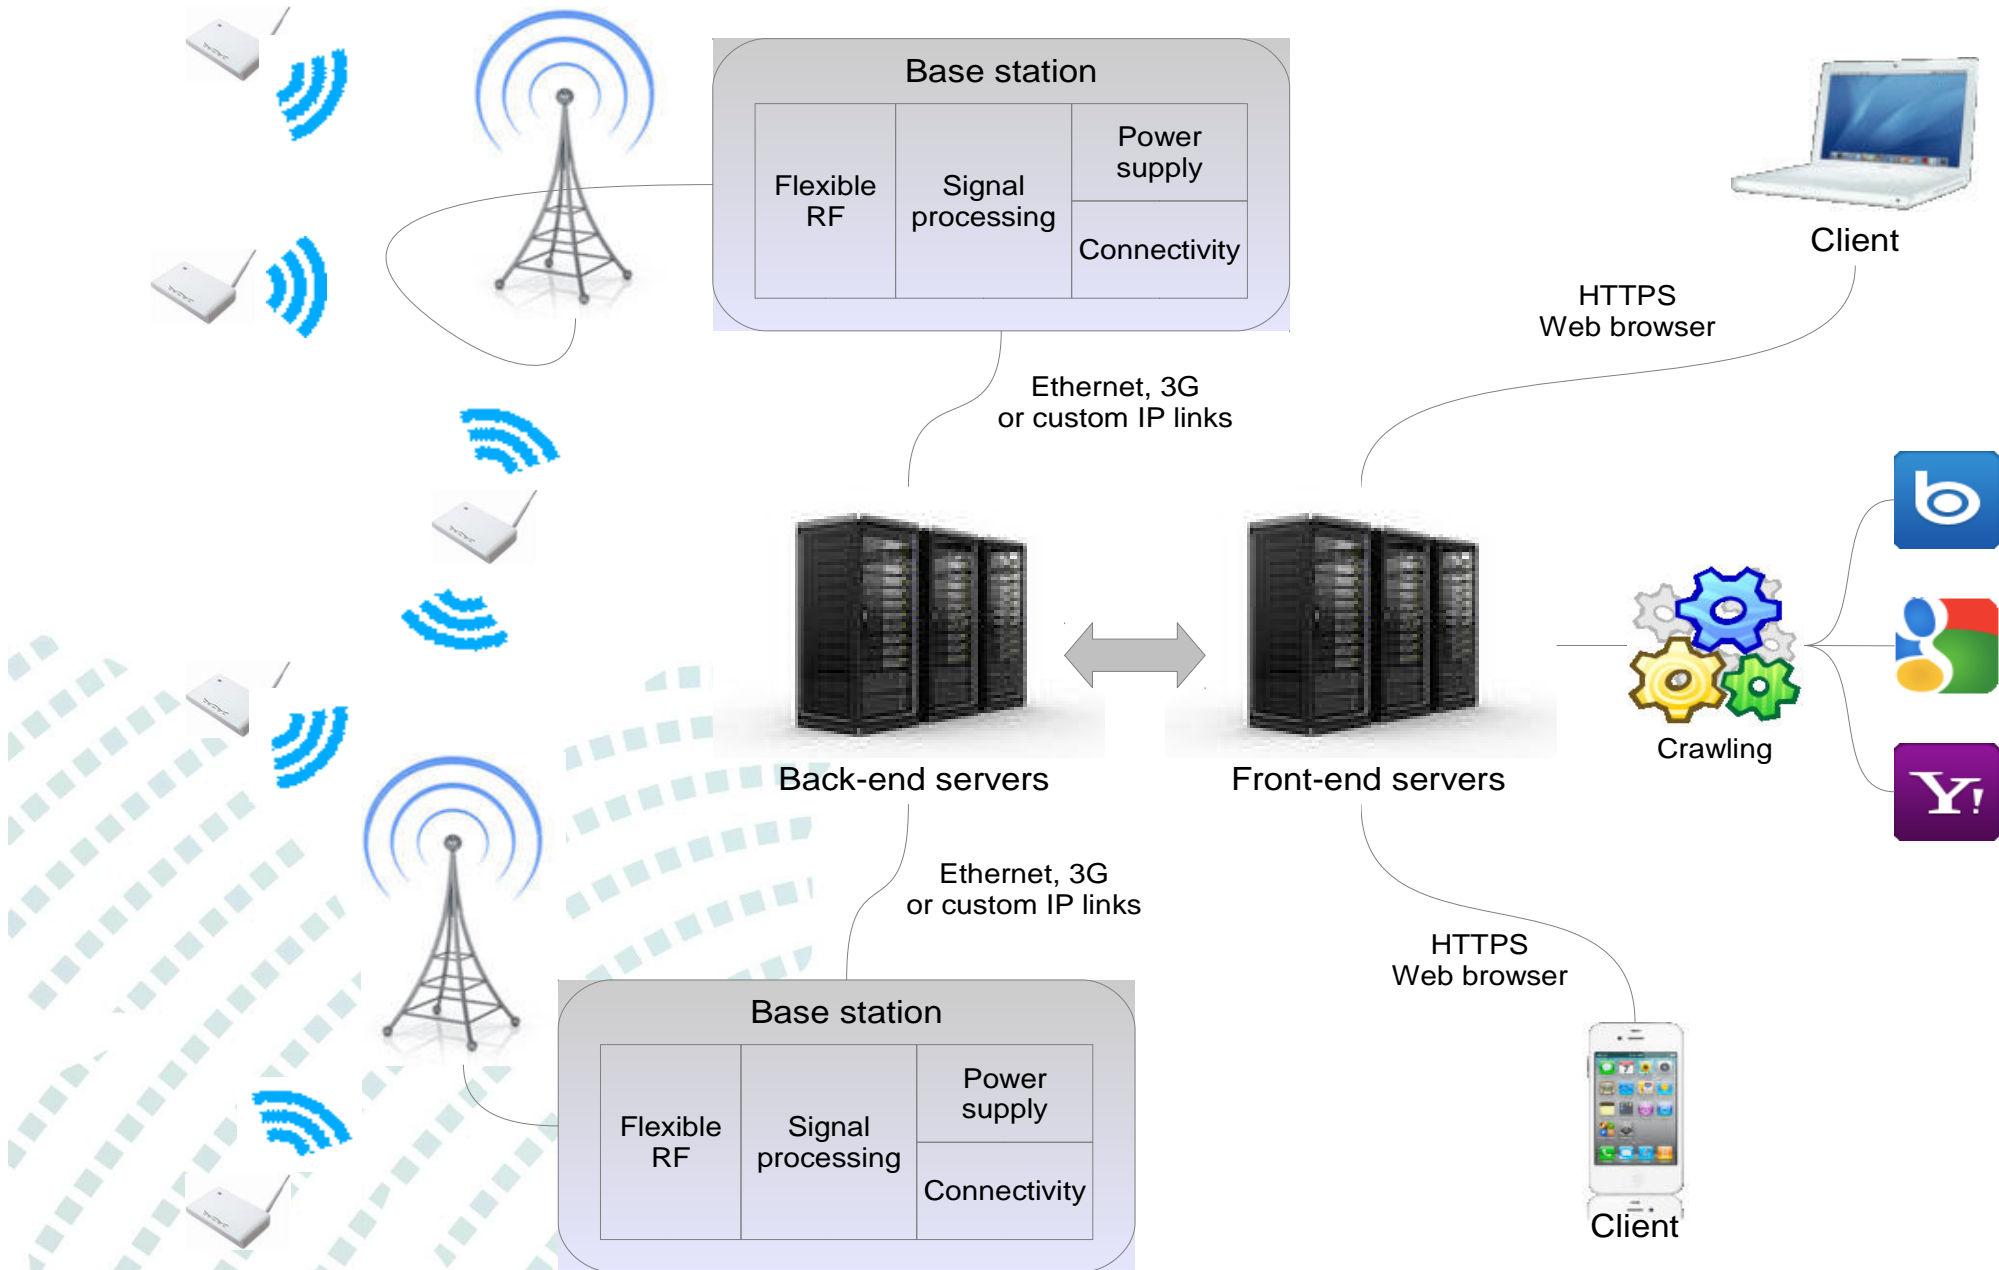 Base station
Flexible
RF
Signal
processing
Power
supply
Connectivity
Client
HTTPS
Web browser
Ethernet, 3G
or custom IP links
Back-end servers
Front-end servers
Crawling
Y!
Ethernet, 3G
or custom IP links
HTTPS
Web browser
Base station
Flexible
RF
Signal
processing
Power
supply
Connectivity
Client